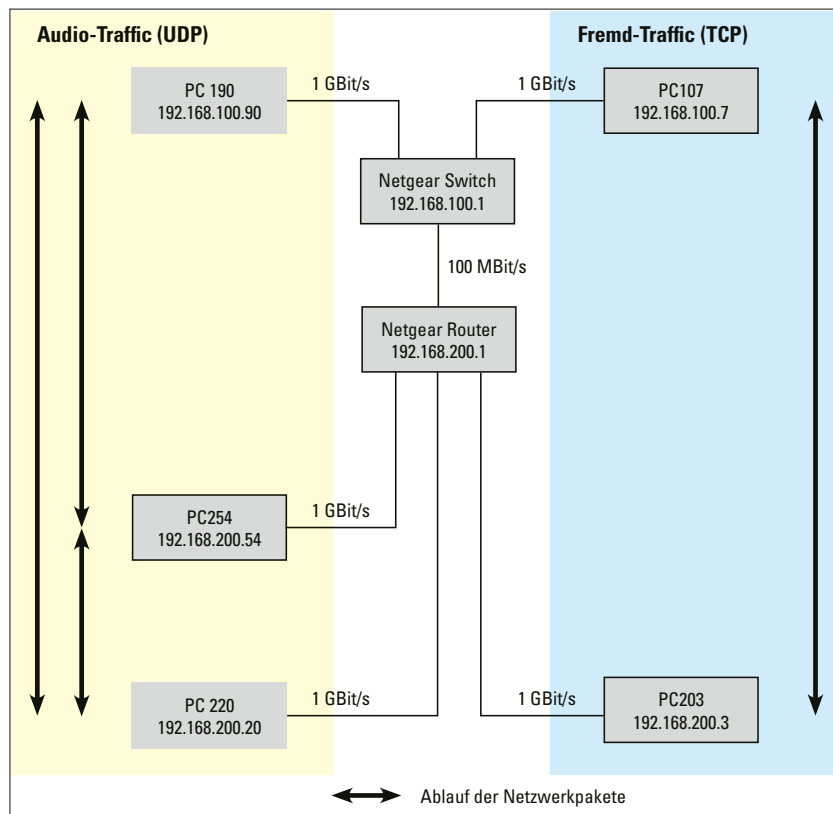 Audio-Traffic (UDP)
Fremd-Traffic (TCP)
PC 190
192.168.100.90
1 GBit/s
1 GBit/s
PC107
192.168.100.7
Netgear Switch
192.168.100.1
100 MBit/s
Netgear Router
192.168.200.1
PC254
192.168.200.54
1 GBit/s
PC 220
192.168.200.20
1 GBit/s
1 GBit/s
PC203
192.168.200.3
Ablauf der Netzwerkpakete